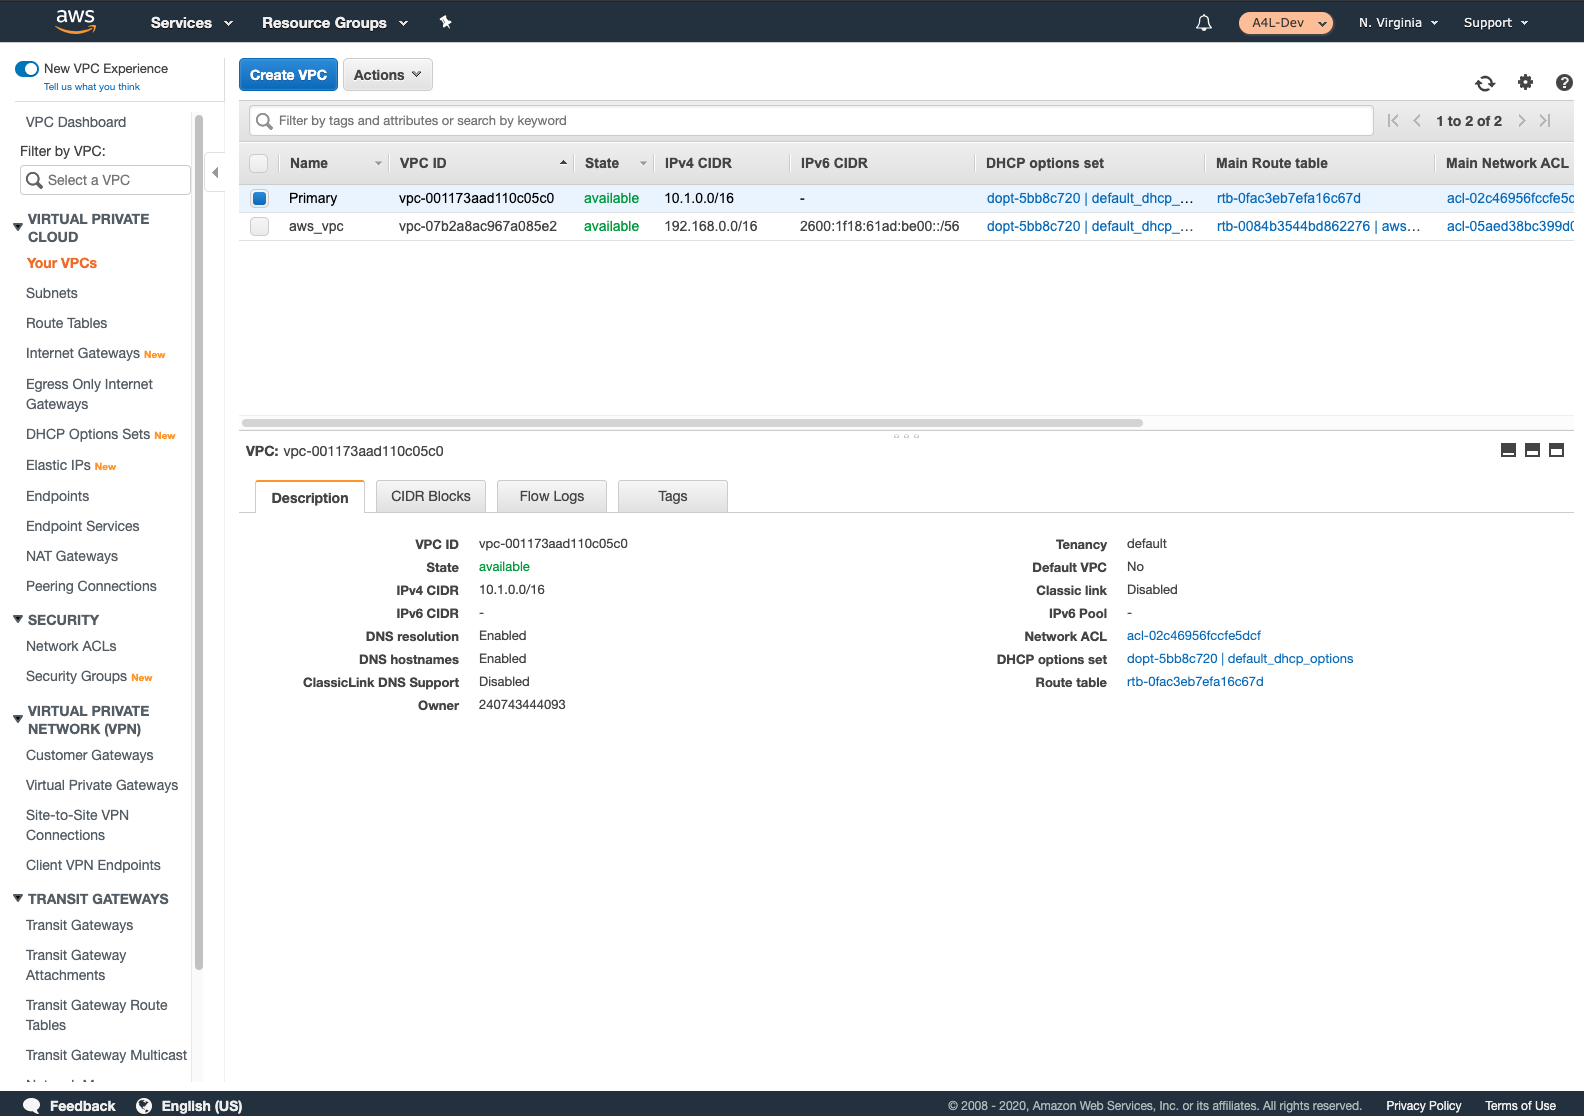 aws Services Resource Groups A4L-Dev N. Virginia Support
New VPC Experience
Tell us what you think
Create VPC Actions
VPC Dashboard
Filter by VPC:
Select a VPC
VIRTUAL PRIVATE
CLOUD
Your VPCs
Subnets
Route Tables
Internet Gateways New
Egress Only Internet
Gateways
DHCP Options Sets New
Elastic IPs New
Endpoints
Endpoint Services
NAT Gateways
Peering Connections
SECURITY
Network ACLs
Security Groups New
VIRTUAL PRIVATE
NETWORK (VPN)
Customer Gateways
Virtual Private Gateways
Site-to-Site VPN
Connections
Client VPN Endpoints
TRANSIT GATEWAYS
Transit Gateways
Transit Gateway
Attachments
Transit Gateway Route
Tables
Transit Gateway Multicast
Filter by tags and attributes or search by keyword 1 to 2 of 2
Name VPC ID State IPv4 CIDR IPv6 CIDR DHCP options set Main Route table Main Network ACL
Primary vpc-001173aad110c05c0 available 10.1.0.0/16 - dopt-5bb8c720 | default_dhcp_... rtb-0fac3eb7efa16c67d acl-02c46956fccfe5c
aws_vpc vpc-07b2a8ac967a085e2 available 192.168.0.0/16 2600:1f18:61ad:be00::/56 dopt-5bb8c720 | default_dhcp_... rtb-0084b3544bd862276 | aws... acl-05aed38bc399d0
VPC: vpc-001173aad110c05c0
Description CIDR Blocks Flow Logs Tags
VPC ID vpc-001173aad110c05c0 Tenancy default
State available Default VPC No
IPv4 CIDR 10.1.0.0/16 Classic link Disabled
IPv6 CIDR - IPv6 Pool -
DNS resolution Enabled Network ACL acl-02c46956fccfe5dcf
DNS hostnames Enabled DHCP options set dopt-5bb8c720 | default_dhcp_options
ClassicLink DNS Support Disabled Route table rtb-0fac3eb7efa16c67d
Owner 240743444093
Feedback English (US) © 2008 - 2020, Amazon Web Services, Inc. or its affiliates. All rights reserved. Privacy Policy Terms of Use